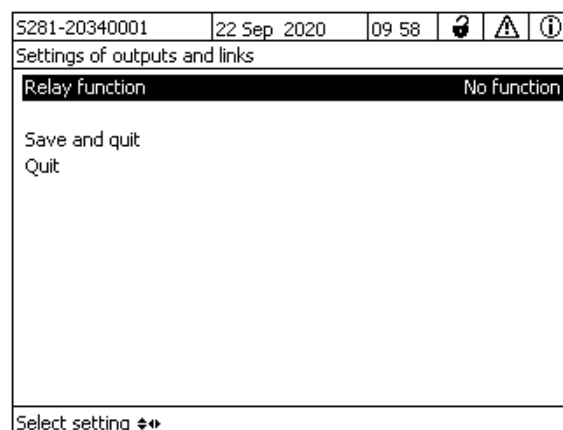 S281-20340001 22 Sep 2020 09 58
Settings of outputs and links
Relay function No function
Save and quit
Quit
Select setting